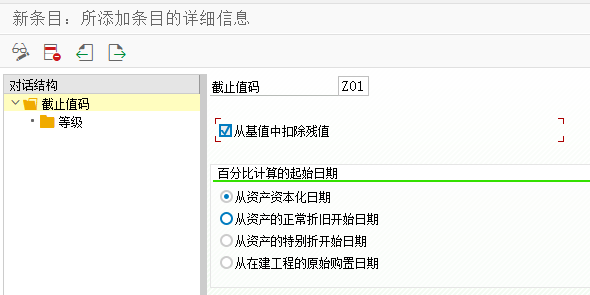 新条目：所添加条目的详细信息
对话结构
截止值码
等级
截止值码 Z01
从基值中扣除残值
百分比计算的起始日期
从资产资本化日期
从资产的正常折旧开始日期
从资产的特别折开始日期
从在建工程的原始购置日期